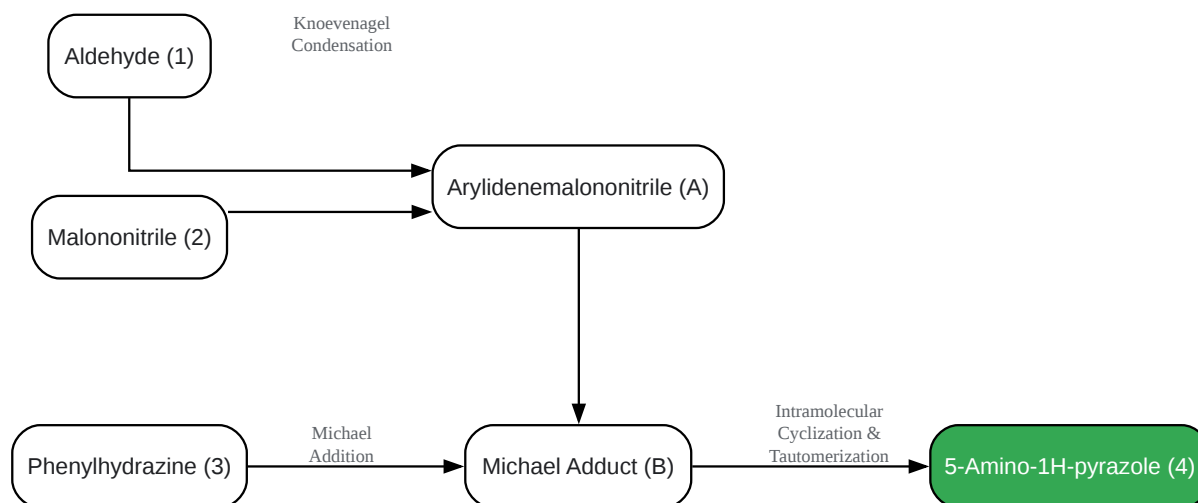 Knoevenagel
Condensation
Aldehyde (1)
Arylidenemalononitrile (A)
Malononitrile (2)
Intramolecular
Cyclization &
Tautomerization
Michael
Addition
Phenylhydrazine (3)
Michael Adduct (B)
5-Amino-1H-pyrazole (4)